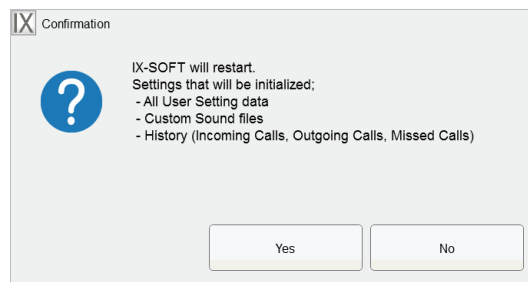 IX Confirmation
?
IX-SOFT will restart.
Settings that will be initialized;
- All User Setting data
- Custom Sound files
- History (Incoming Calls, Outgoing Calls, Missed Calls)
Yes
No